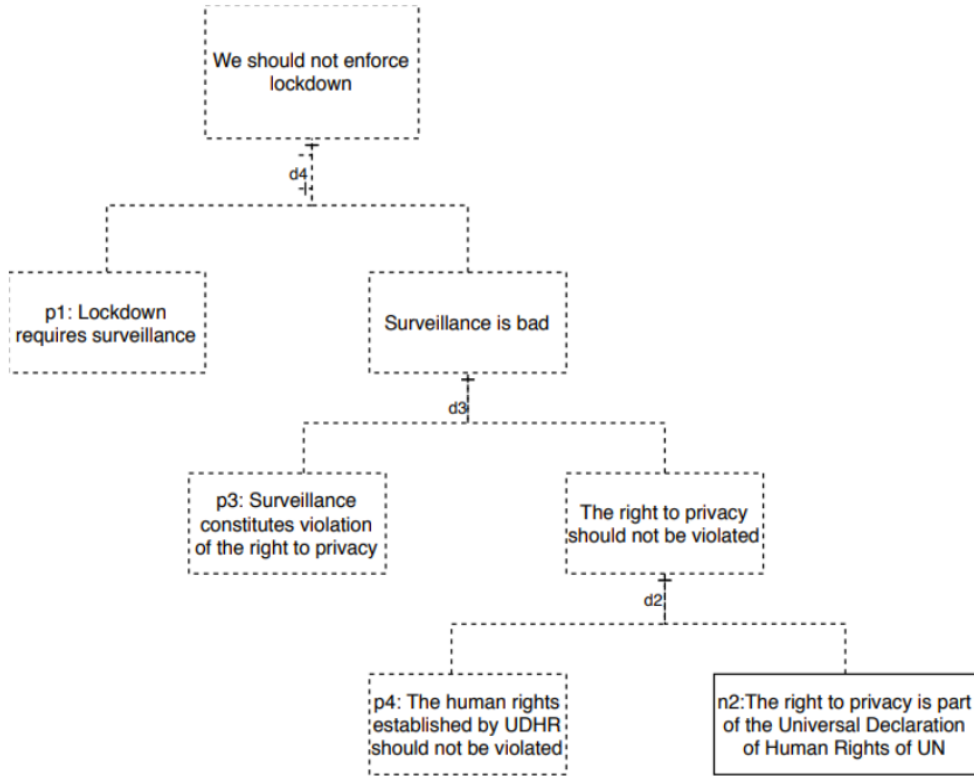 We should not enforce
lockdown
d4
p1: Lockdown
requires surveillance
Surveillance is bad
d3
p3: Surveillance
constitutes violation
of the right to privacy
The right to privacy
should not be violated
d2
p4: The human rights
established by UDHR
should not be violated
n2:The right to privacy is part
of the Universal Declaration
of Human Rights of UN